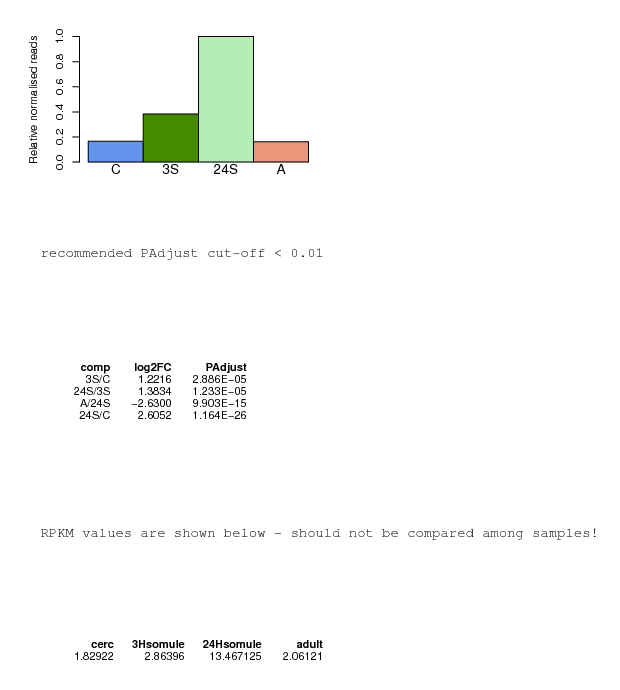 Relative normalised reads
1.0
0.8
0.6
0.4
0.2
0.0
C 3S 24S A
recommended PAdjust cut-off < 0.01
comp log2FC PAdjust
3S/C 1.2216 2.886E-05
24S/3S 1.3834 1.233E-05
A/24S -2.6300 9.903E-15
24S/C 2.6052 1.164E-26
RPKM values are shown below - should not be compared among samples!
cerc 3Hsomule 24Hsomule adult
1.82922 2.86396 13.467125 2.06121